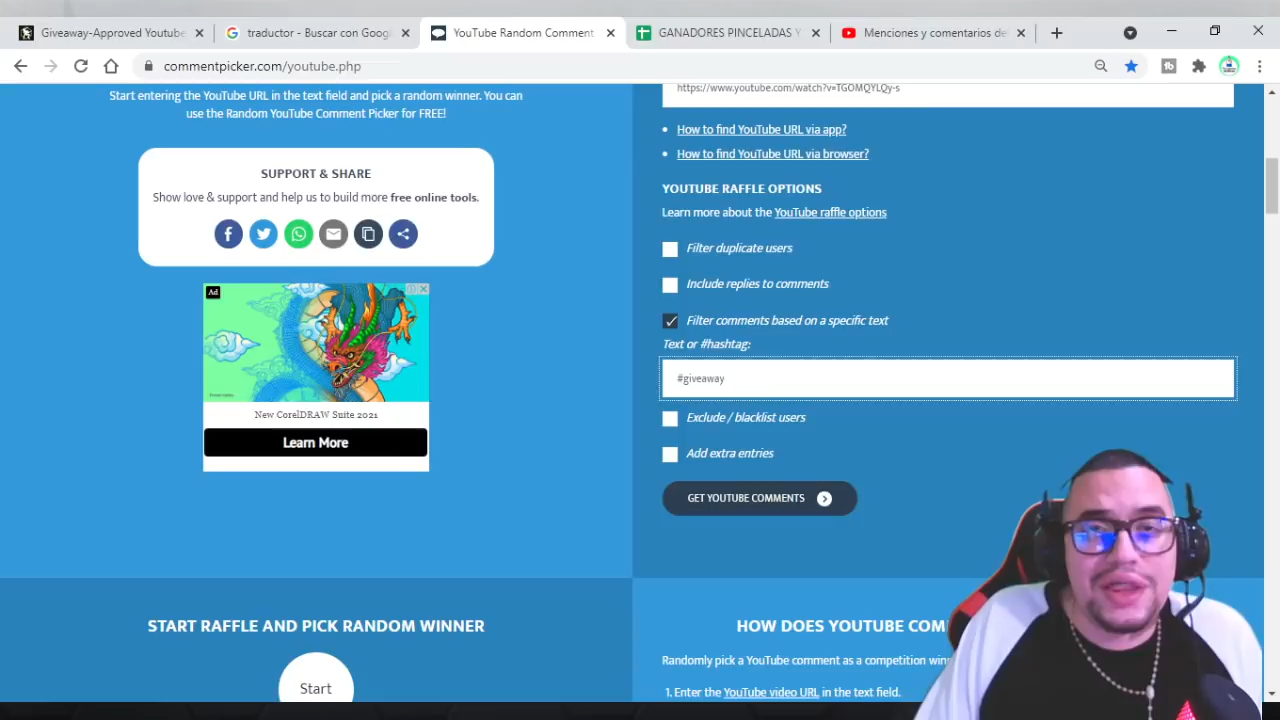 Giveaway-Approved Youtube
traductor - Buscar con Goog
YouTube Random Comment
GANADORES PINCELADAS Y
Menciones y comentarios de
commentpicker.com/youtube.php
Start entering the YouTube URL in the text field and pick a random winner. You can
use the Random YouTube Comment Picker for FREE!
SUPPORT & SHARE
Show love & support and help us to build more free online tools.
Ad
New CorelDRAW Suite 2021
Learn More
https://www.youtube.com/watch?v=TGOMQYLQy-s
How to find YouTube URL via app?
How to find YouTube URL via browser?
YOUTUBE RAFFLE OPTIONS
Learn more about the YouTube raffle options
Filter duplicate users
Include replies to comments
Filter comments based on a specific text
Text or #hashtag:
#giveaway
Exclude / blacklist users
Add extra entries
GET YOUTUBE COMMENTS
START RAFFLE AND PICK RANDOM WINNER
Start
HOW DOES YOUTUBE COM
Randomly pick a YouTube comment as a competition win
1. Enter the YouTube video URL in the text field.